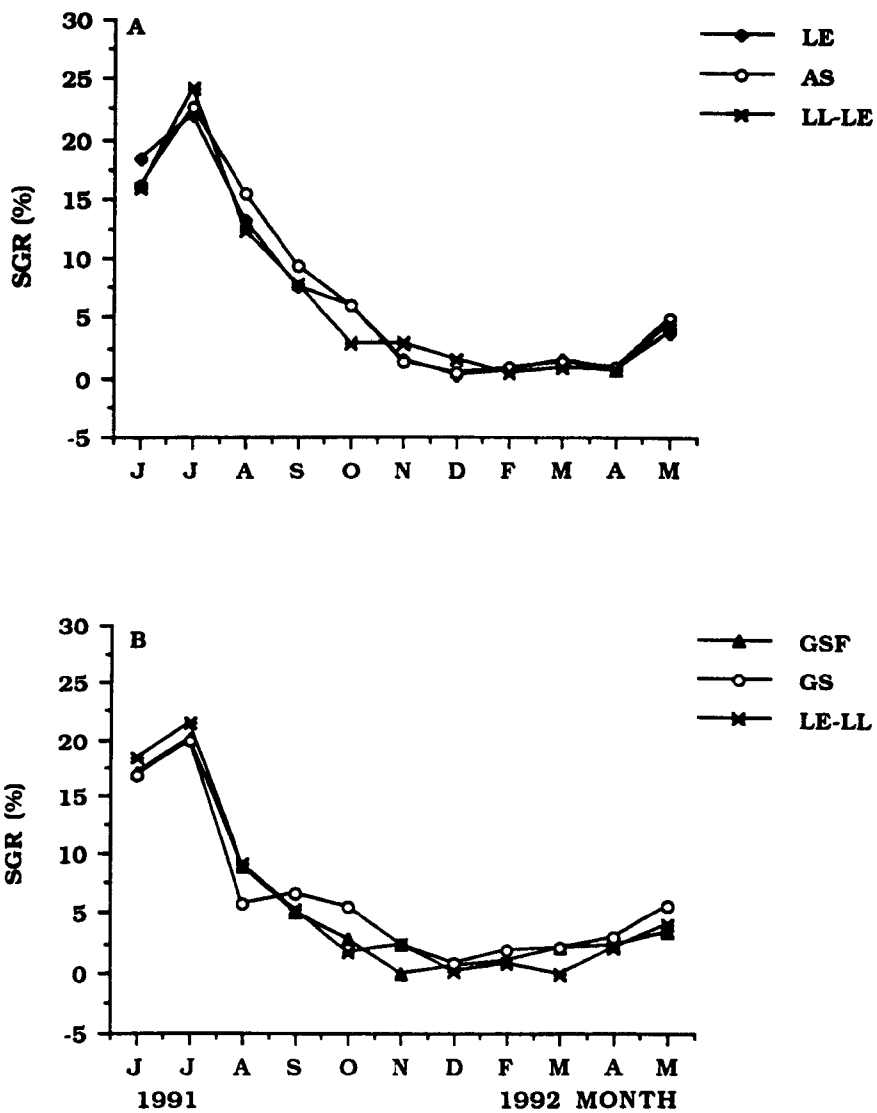 A
30
25
20
15
10
5
0
-5
SGR (%)
J J A S O N D F M A M
LE
AS
LL-LE
B
30
25
20
15
10
5
0
-5
SGR (%)
J J A S O N D F M A M
1991 1992 MONTH
GSF
GS
LE-LL